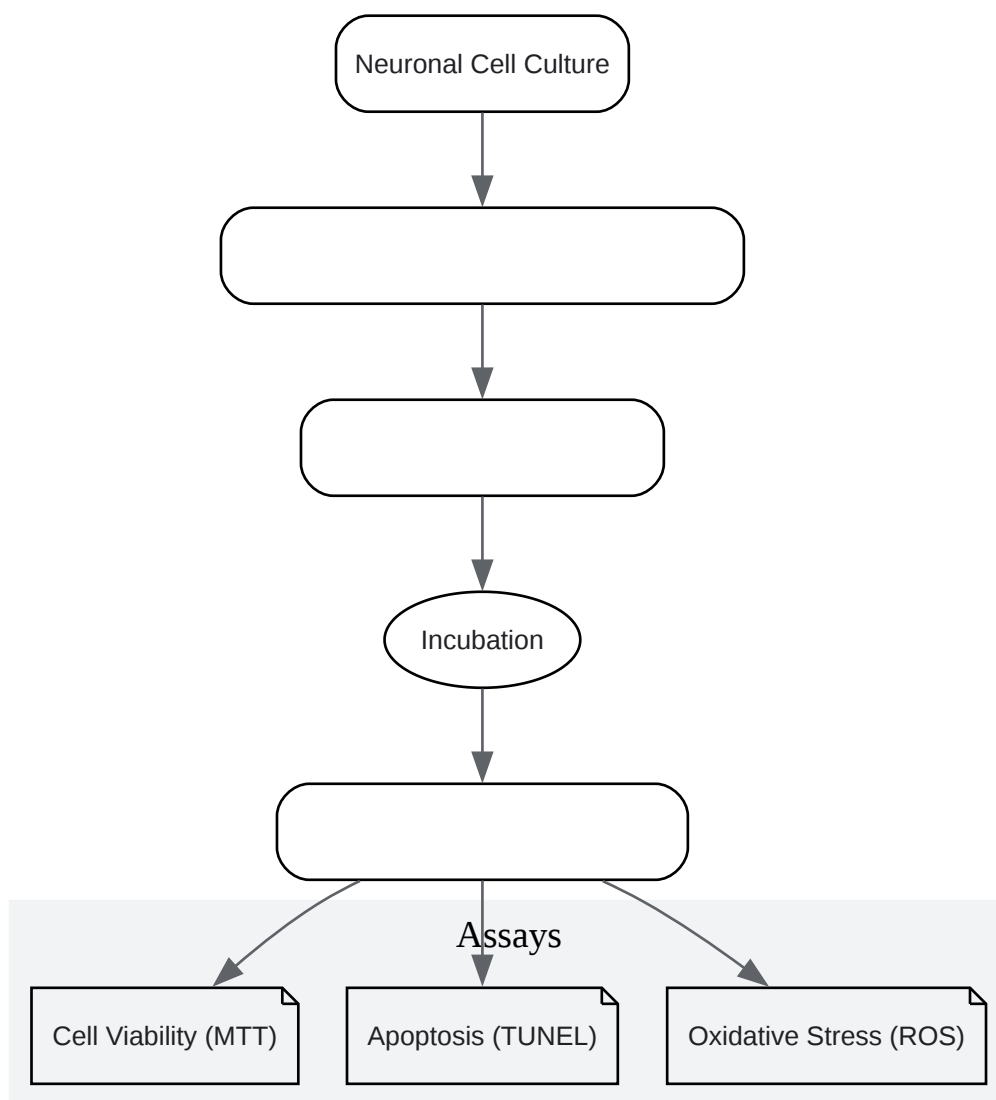 Neuronal Cell Culture
Incubation
Assays
Cell Viability (MTT)
Apoptosis (TUNEL)
Oxidative Stress (ROS)